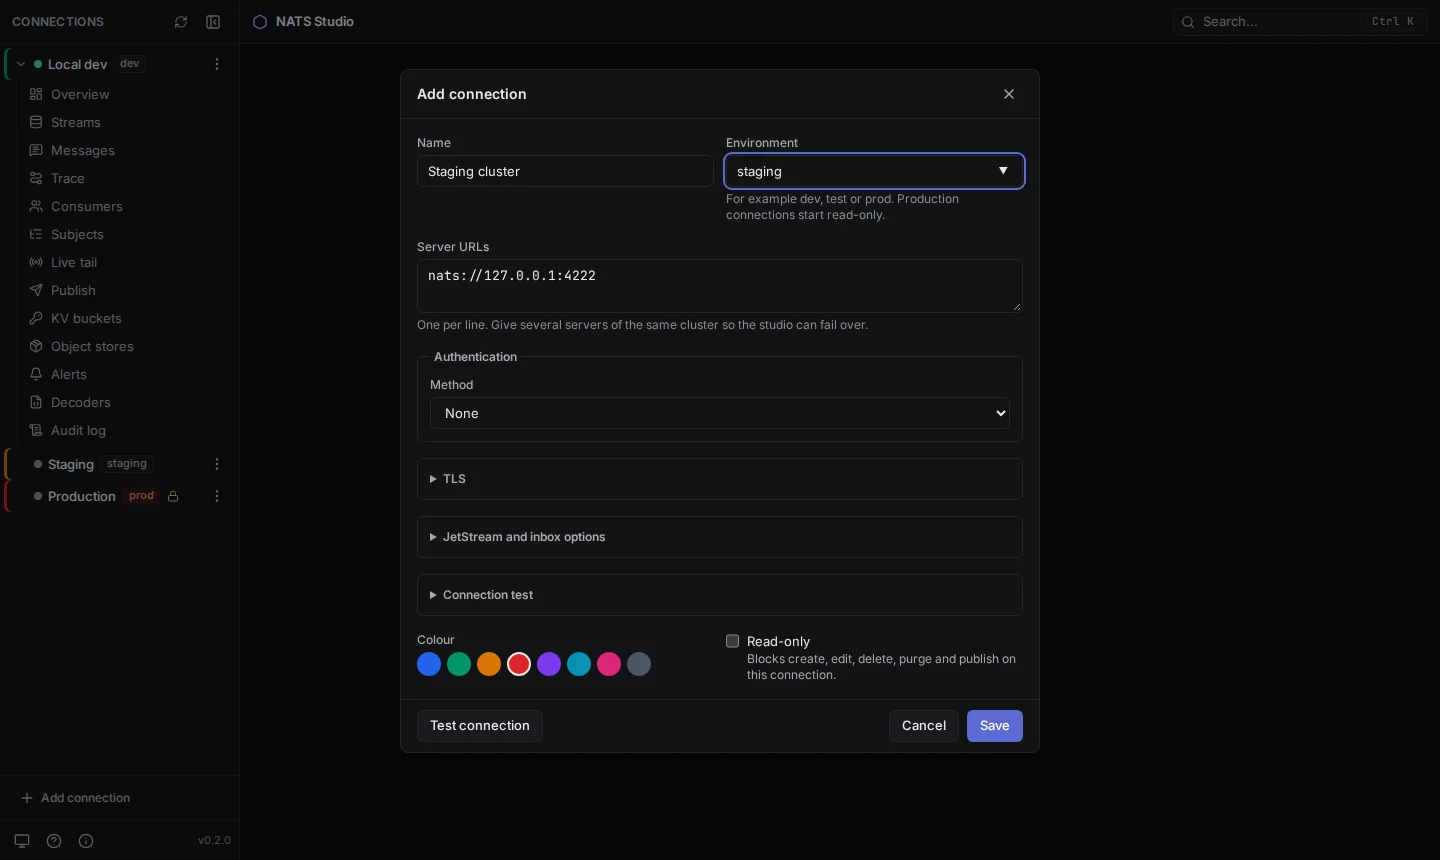 CONNECTIONS
NATS Studio
Search...
Ctrl K
Local dev
dev
Overview
Streams
Messages
Trace
Consumers
Subjects
Live tail
Publish
KV buckets
Object stores
Alerts
Decoders
Audit log
Staging
staging
Production
prod
Add connection
v0.2.0
Add connection
Name
Staging cluster
Environment
staging
For example dev, test or prod. Production
connections start read-only.
Server URLs
nats://127.0.0.1:4222
One per line. Give several servers of the same cluster so the studio can fail over.
Authentication
Method
None
TLS
JetStream and inbox options
Connection test
Colour
Read-only
Blocks create, edit, delete, purge and publish on
this connection.
Test connection
Cancel
Save